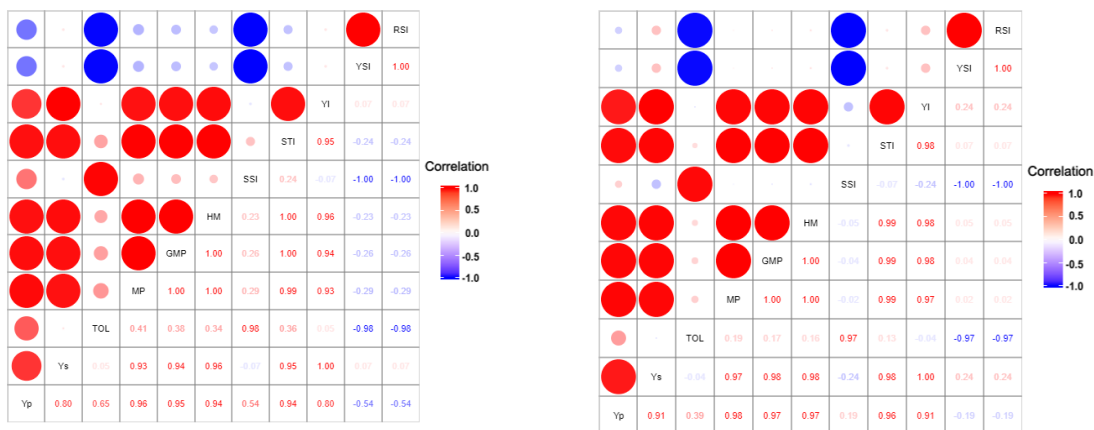 RSI
YSI 1.00
YI 0.07 0.07
STI 0.95 -0.24 -0.24
SSI 0.24 -0.07 -1.00 -1.00
HM 0.23 1.00 0.96 -0.23 -0.23
GMP 1.00 0.26 1.00 0.94 -0.26 -0.26
MP 1.00 1.00 0.29 0.99 0.93 -0.29 -0.29
TOL 0.41 0.38 0.34 0.98 0.36 0.05 -0.98 -0.98
Ys 0.05 0.93 0.94 0.96 -0.07 0.95 1.00 0.07 0.07
Yp 0.80 0.65 0.96 0.95 0.94 0.54 0.94 0.80 -0.54 -0.54
Correlation
1.0
0.5
0.0
-0.5
-1.0
RSI
YSI 1.00
YI 0.24 0.24
STI 0.98 0.07 0.07
SSI -0.07 -0.24 -1.00 -1.00
HM -0.05 0.99 0.98 0.05 0.05
GMP 1.00 -0.04 0.99 0.98 0.04 0.04
MP 1.00 1.00 -0.02 0.99 0.97 0.02 0.02
TOL 0.19 0.17 0.16 0.97 0.13 -0.04 -0.97 -0.97
Ys -0.04 0.97 0.98 0.98 -0.24 0.98 1.00 0.24 0.24
Yp 0.91 0.39 0.98 0.97 0.97 0.19 0.96 0.91 -0.19 -0.19
Correlation
1.0
0.5
0.0
-0.5
-1.0